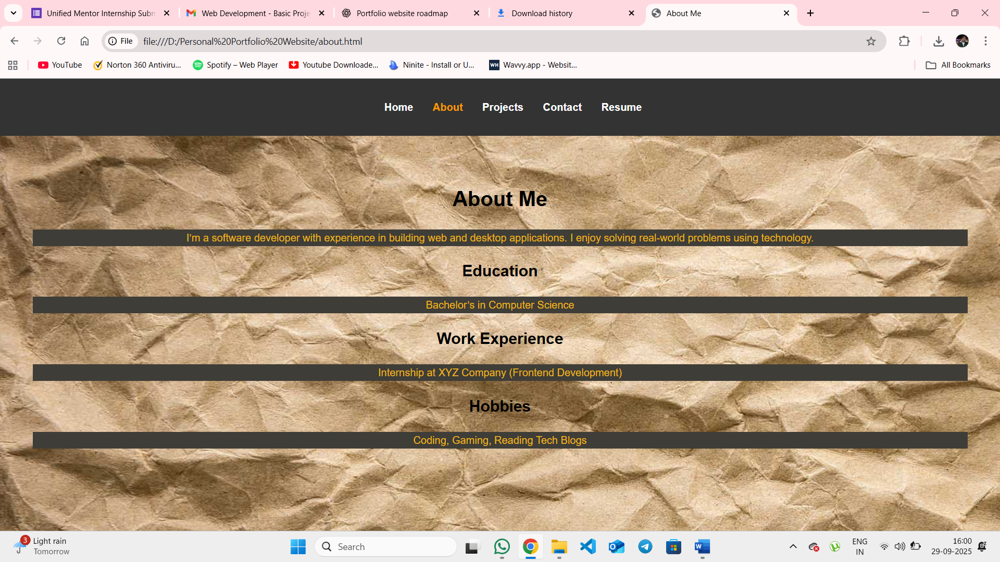 Unified Mentor Internship Subm
Web Development - Basic Proje
Portfolio website roadmap
Download history
About Me
File
file:///D:/Personal%20Portfolio%20Website/about.html
YouTube
Norton 360 Antiviru...
Spotify – Web Player
Youtube Downloade...
Ninite - Install or U...
WH
Wavvy.app - Websit...
All Bookmarks
Home
About
Projects
Contact
Resume
About Me
I’m a software developer with experience in building web and desktop applications. I enjoy solving real-world problems using technology.
Education
Bachelor’s in Computer Science
Work Experience
Internship at XYZ Company (Frontend Development)
Hobbies
Coding, Gaming, Reading Tech Blogs
3
Light rain
Tomorrow
Search
ENG
IN
16:00
29-09-2025